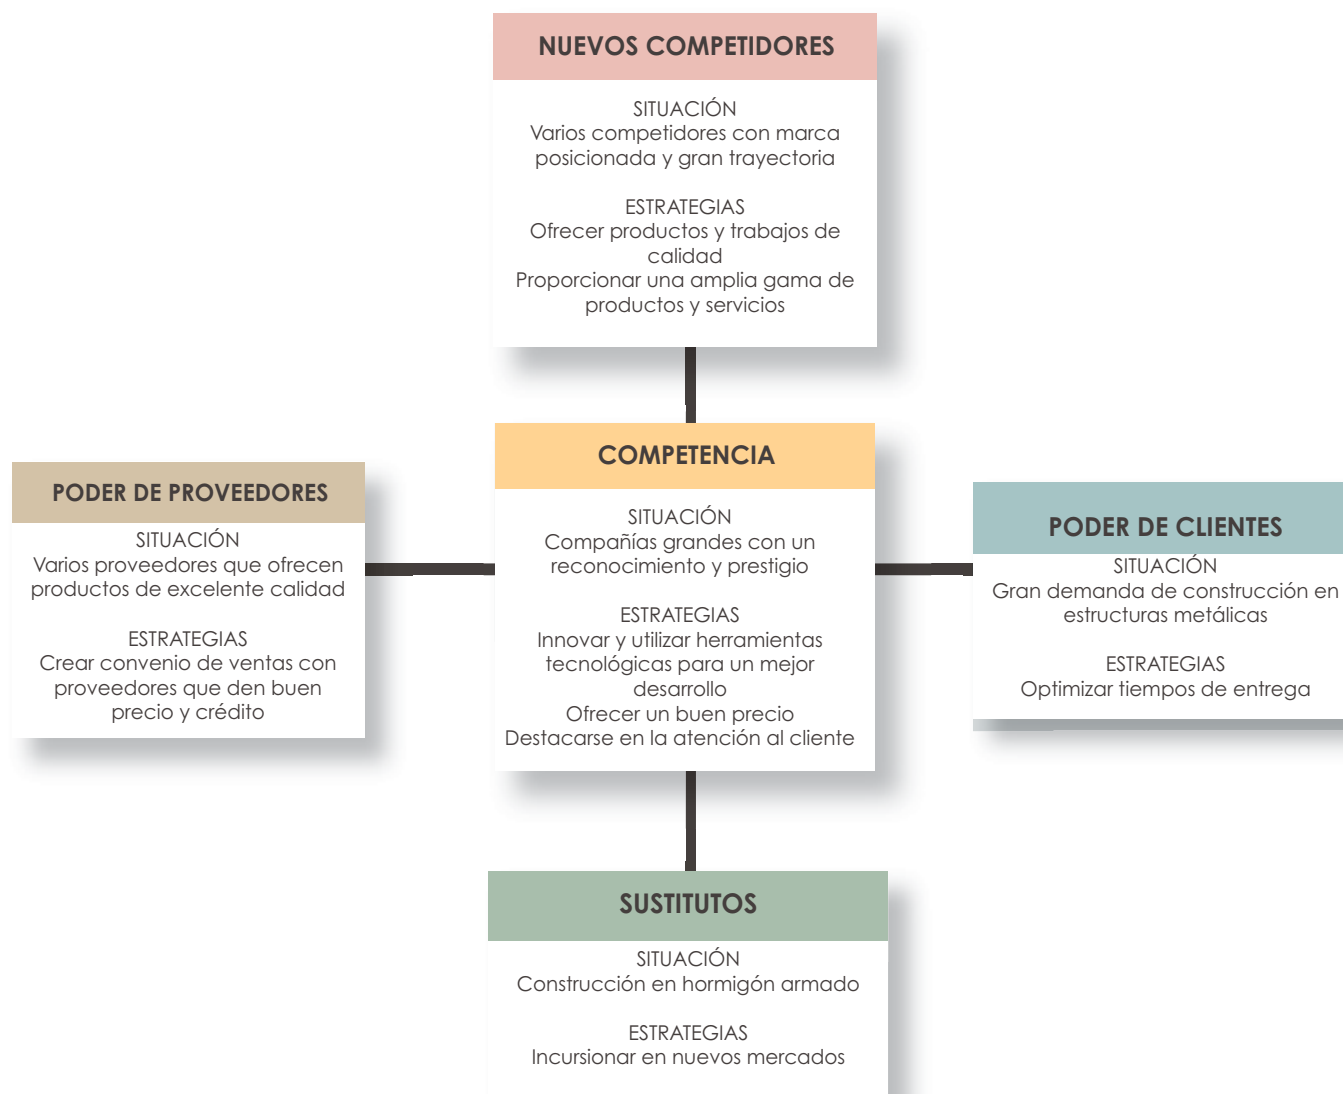 NUEVOS COMPETIDORES
SITUACIÓN
Varios competidores con marca
posicionada y gran trayectoria
ESTRATEGIAS
Ofrecer productos y trabajos de
calidad
Proporcionar una amplia gama de
productos y servicios
PODER DE PROVEEDORES
SITUACIÓN
Varios proveedores que ofrecen
productos de excelente calidad
ESTRATEGIAS
Crear convenio de ventas con
proveedores que den buen
precio y crédito
COMPETENCIA
SITUACIÓN
Compañías grandes con un
reconocimiento y prestigio
ESTRATEGIAS
Innovar y utilizar herramientas
tecnológicas para un mejor
desarrollo
Ofrecer un buen precio
Destacarse en la atención al cliente
PODER DE CLIENTES
SITUACIÓN
Gran demanda de construcción en
estructuras metálicas
ESTRATEGIAS
Optimizar tiempos de entrega
SUSTITUTOS
SITUACIÓN
Construcción en hormigón armado
ESTRATEGIAS
Incursionar en nuevos mercados